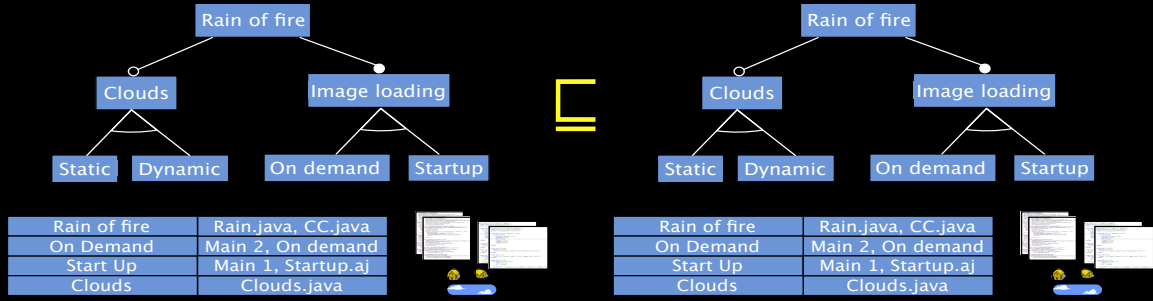 Rain of fire
Clouds
Image loading
Static
Dynamic
On demand
Startup
Rain of fire Rain.java, CC.java
On Demand Main 2, On demand
Start Up Main 1, Startup.aj
Clouds Clouds.java
⊑
Rain of fire
Clouds
Image loading
Static
Dynamic
On demand
Startup
Rain of fire Rain.java, CC.java
On Demand Main 2, On demand
Start Up Main 1, Startup.aj
Clouds Clouds.java